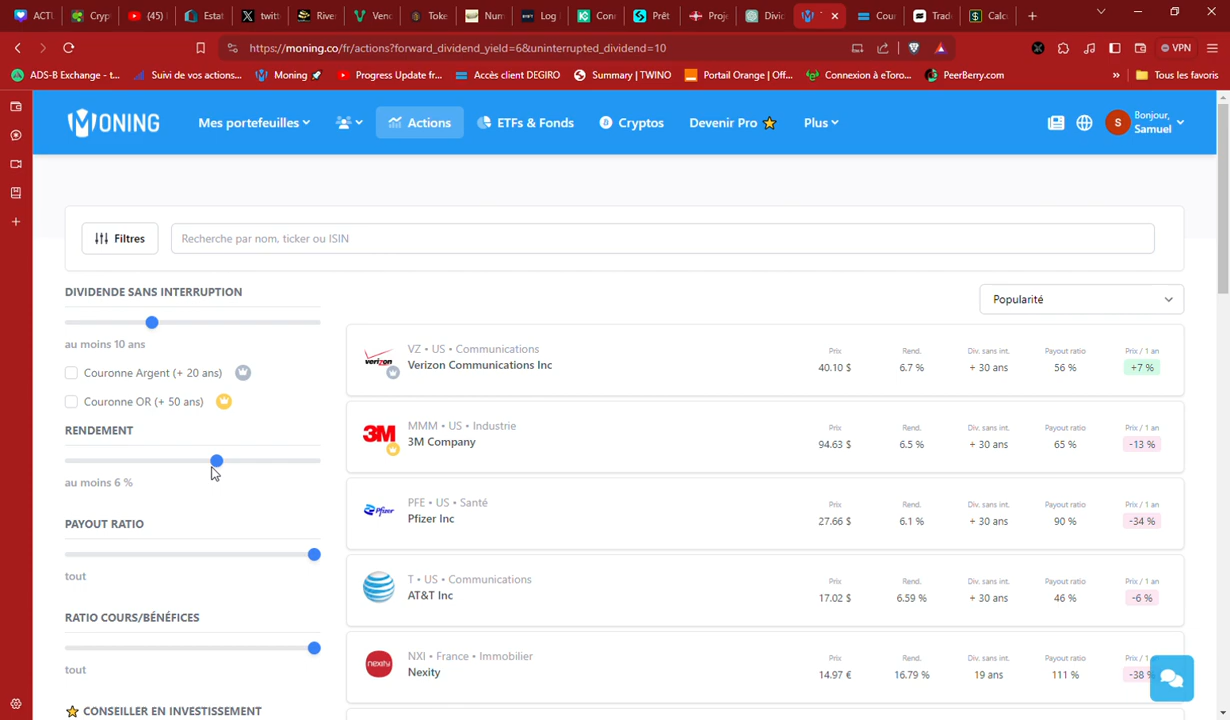 ACTU
Cryp
(45)
Estat
twitt
River
Venc
Toke
Num
Log
Con
Prêt
Proje
Divic
Cour
Trad
Calc
https://moning.co/fr/actions?forward_dividend_yield=6&uninterrupted_dividend=10
VPN
ADS-B Exchange - t...
Suivi de vos actions...
Moning
Progress Update fr...
Accès client DEGIRO
Summary | TWINO
Portail Orange | Off...
Connexion à eToro...
PeerBerry.com
»
Tous les favoris
MONING
Mes portefeuilles
Actions
ETFs & Fonds
Cryptos
Devenir Pro
Plus
S
Bonjour,
Samuel
Filtres
Recherche par nom, ticker ou ISIN
DIVIDENDE SANS INTERRUPTION
au moins 10 ans
Couronne Argent (+ 20 ans)
Couronne OR (+ 50 ans)
RENDEMENT
au moins 6 %
PAYOUT RATIO
tout
RATIO COURS/BÉNÉFICES
tout
CONSEILLER EN INVESTISSEMENT
Popularité
verizon
VZ • US • Communications
Verizon Communications Inc
Prix Rend. Div. sans int. Payout ratio Prix / 1 an
40.10 $ 6.7 % + 30 ans 56 % +7 %
3M
MMM • US • Industrie
3M Company
Prix Rend. Div. sans int. Payout ratio Prix / 1 an
94.63 $ 6.5 % + 30 ans 65 % -13 %
Pfizer
PFE • US • Santé
Pfizer Inc
Prix Rend. Div. sans int. Payout ratio Prix / 1 an
27.66 $ 6.1 % + 30 ans 90 % -34 %
T • US • Communications
AT&T Inc
Prix Rend. Div. sans int. Payout ratio Prix / 1 an
17.02 $ 6.59 % + 30 ans 46 % -6 %
nexity
NXI • France • Immobilier
Nexity
Prix Rend. Div. sans int. Payout ratio Prix / 1
14.97 € 16.79 % 19 ans 111 % -38 %